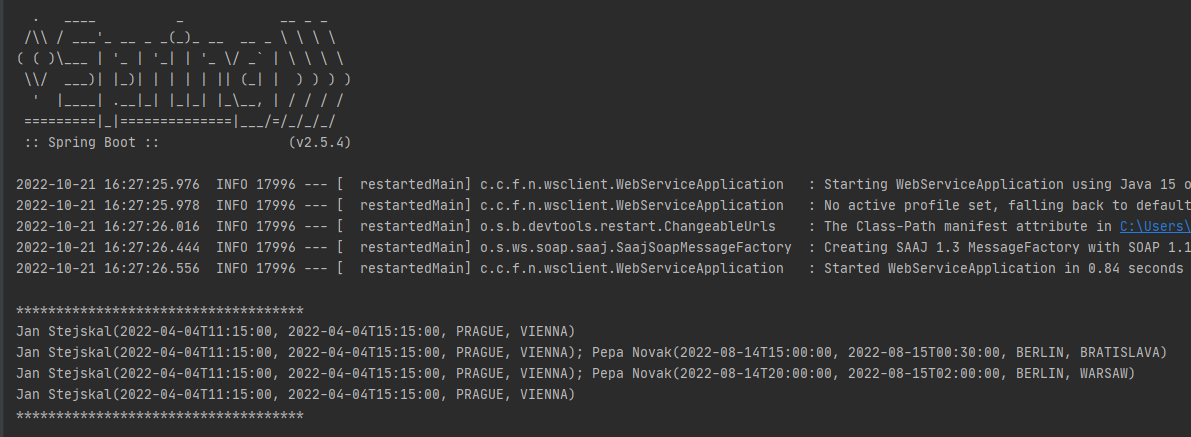 .   ____          _            __ _ _
 /\\ / ___'_ __ _ _(_)_ __  __ _ \ \ \ \
( ( )\___ | '_ | '_| | '_ \/ _` | \ \ \ \
 \\/  ___)| |_)| | | | | || (_| |  ) ) ) )
  '  |____| .__|_| |_|_| |_\__, | / / / /
 =========|_|==============|___/=/_/_/_/
 :: Spring Boot ::                (v2.5.4)
2022-10-21 16:27:25.976  INFO 17996 --- [  restartedMain] c.c.f.n.wsclient.WebServiceApplication   : Starting WebServiceApplication using Java 15 o
2022-10-21 16:27:25.978  INFO 17996 --- [  restartedMain] c.c.f.n.wsclient.WebServiceApplication   : No active profile set, falling back to default
2022-10-21 16:27:26.016  INFO 17996 --- [  restartedMain] o.s.b.devtools.restart.ChangeableUrls    : The Class-Path manifest attribute in C:\Users\
2022-10-21 16:27:26.444  INFO 17996 --- [  restartedMain] o.s.ws.soap.saaj.SaajSoapMessageFactory  : Creating SAAJ 1.3 MessageFactory with SOAP 1.1
2022-10-21 16:27:26.556  INFO 17996 --- [  restartedMain] c.c.f.n.wsclient.WebServiceApplication   : Started WebServiceApplication in 0.84 seconds
************************************
Jan Stejskal(2022-04-04T11:15:00, 2022-04-04T15:15:00, PRAGUE, VIENNA)
Jan Stejskal(2022-04-04T11:15:00, 2022-04-04T15:15:00, PRAGUE, VIENNA); Pepa Novak(2022-08-14T15:00:00, 2022-08-15T00:30:00, BERLIN, BRATISLAVA)
Jan Stejskal(2022-04-04T11:15:00, 2022-04-04T15:15:00, PRAGUE, VIENNA); Pepa Novak(2022-08-14T20:00:00, 2022-08-15T02:00:00, BERLIN, WARSAW)
Jan Stejskal(2022-04-04T11:15:00, 2022-04-04T15:15:00, PRAGUE, VIENNA)
************************************